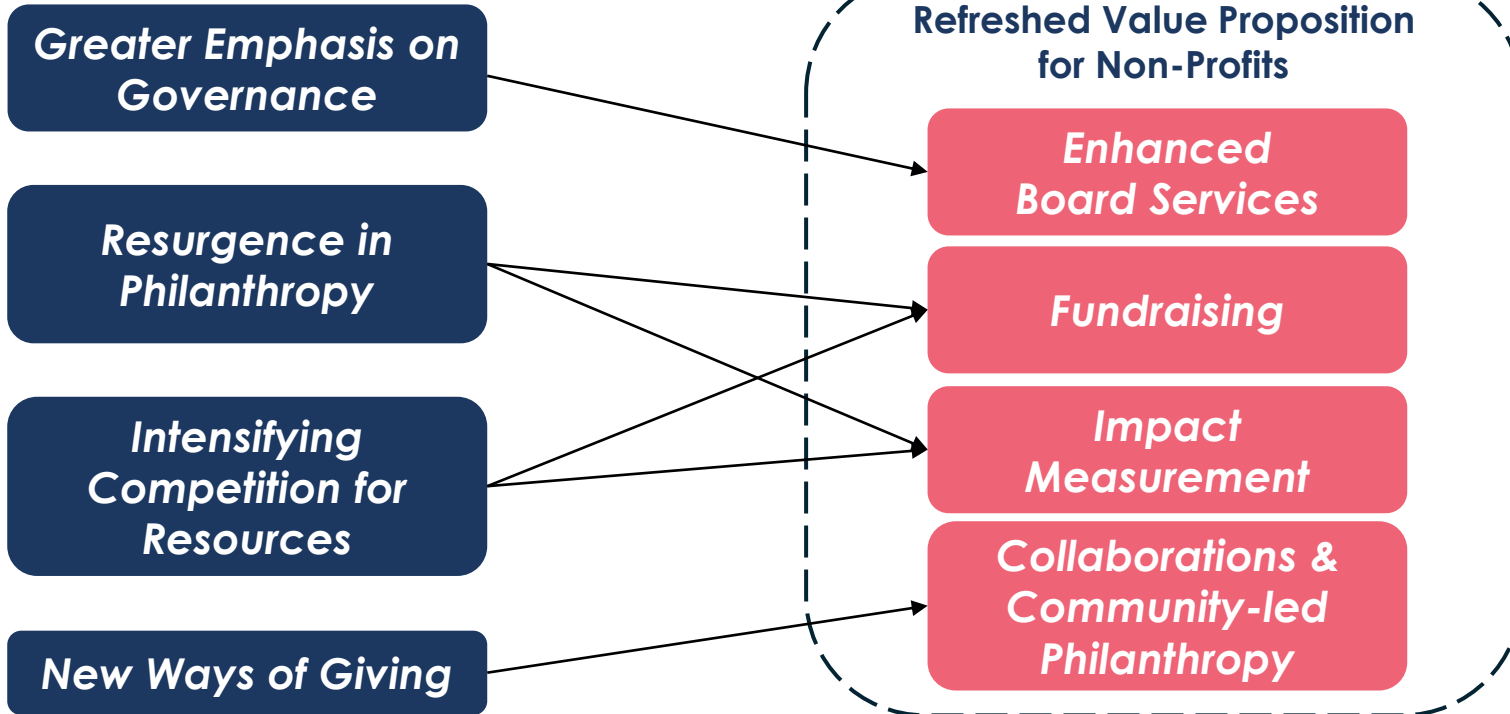 Greater Emphasis on
Governance
Resurgence in
Philanthropy
Intensifying
Competition for
Resources
New Ways of Giving
Refreshed Value Proposition
for Non-Profits
Enhanced
Board Services
Fundraising
Impact
Measurement
Collaborations &
Community-led
Philanthropy